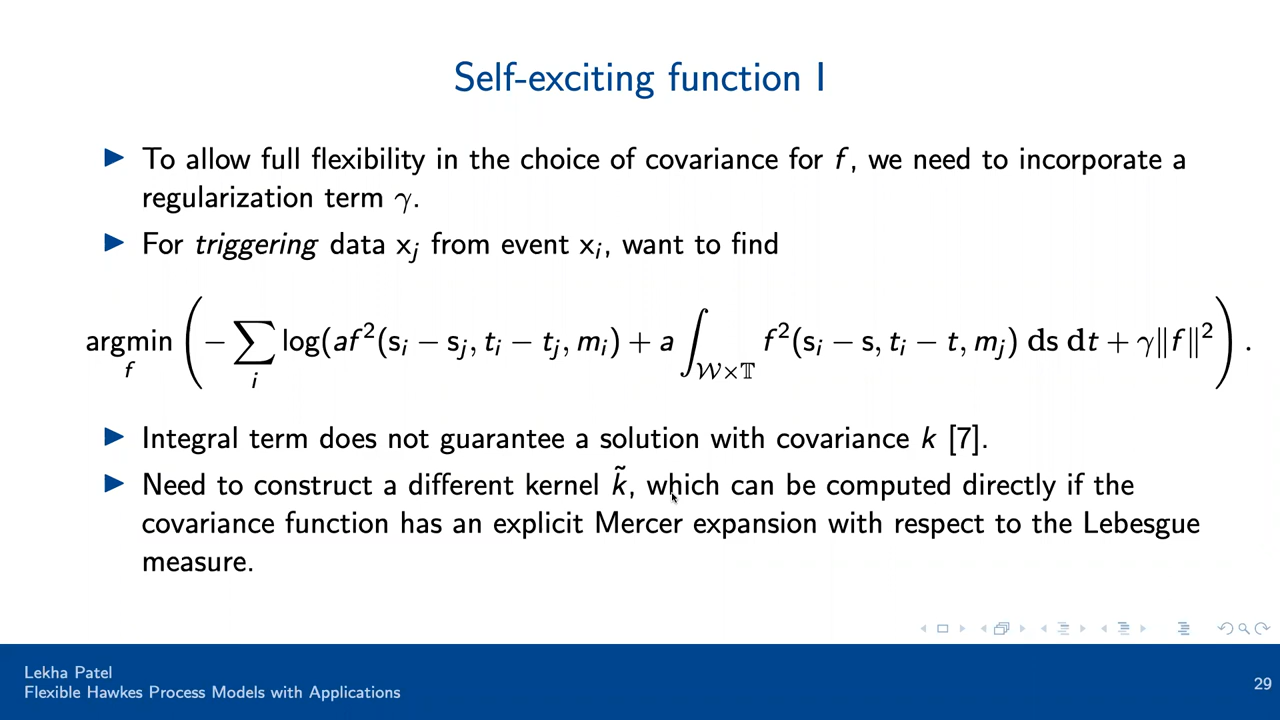 Self-exciting function I
▶ To allow full flexibility in the choice of covariance for f, we need to incorporate a
regularization term γ.
▶ For triggering data x_j from event x_i, want to find
argmin_f ( − ∑_i log(af²(s_i − s_j, t_i − t_j, m_i) + a ∫_{𝒲×𝕋} f²(s_i − s, t_i − t, m_j) ds dt + γ‖f‖² ) .
▶ Integral term does not guarantee a solution with covariance k [7].
▶ Need to construct a different kernel k̃, which can be computed directly if the
covariance function has an explicit Mercer expansion with respect to the Lebesgue
measure.
Lekha Patel
Flexible Hawkes Process Models with Applications
29